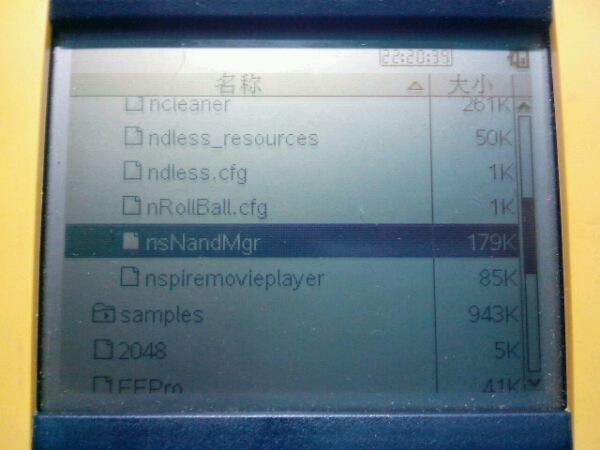 22:20:39
名称 大小
ncleaner 261K
ndless_resources 50K
ndless.cfg 1K
nRollBall.cfg 1K
nsNandMgr 179K
nspiremovieplayer 85K
samples 943K
2048 5K
EEPro 41K